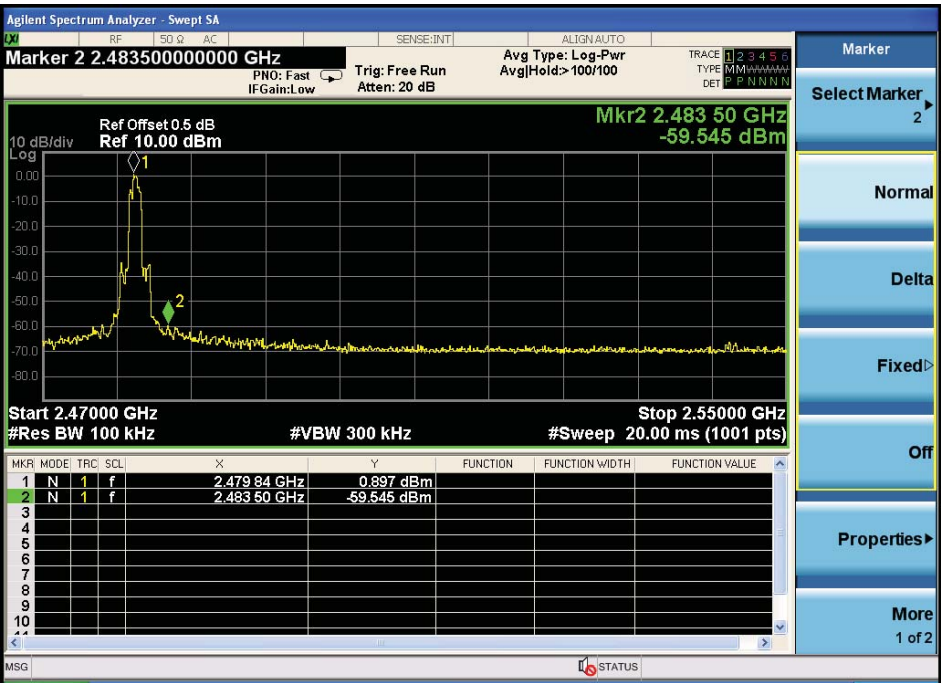 Agilent Spectrum Analyzer - Swept SA
LXI RF 50 Ω AC SENSE:INT ALIGNAUTO
Marker 2 2.483500000000 GHz
PNO: Fast
IFGain:Low
Trig: Free Run
Atten: 20 dB
Avg Type: Log-Pwr
Avg|Hold:>100/100
TRACE 1 2 3 4 5 6
TYPE MMWWWW
DET P P N N N N
Mkr2 2.483 50 GHz
-59.545 dBm
Ref Offset 0.5 dB
10 dB/div Ref 10.00 dBm
Log
1
0.00
-10.0
-20.0
-30.0
-40.0
2
-50.0
-60.0
-70.0
-80.0
Start 2.47000 GHz Stop 2.55000 GHz
#Res BW 100 kHz #VBW 300 kHz #Sweep 20.00 ms (1001 pts)
MKR MODE TRC SCL X Y FUNCTION FUNCTION WIDTH FUNCTION VALUE
1 N 1 f 2.479 84 GHz 0.897 dBm
2 N 1 f 2.483 50 GHz -59.545 dBm
3
4
5
6
7
8
9
10
MSG STATUS
Marker
Select Marker
2
Normal
Delta
Fixed
Off
Properties
More
1 of 2